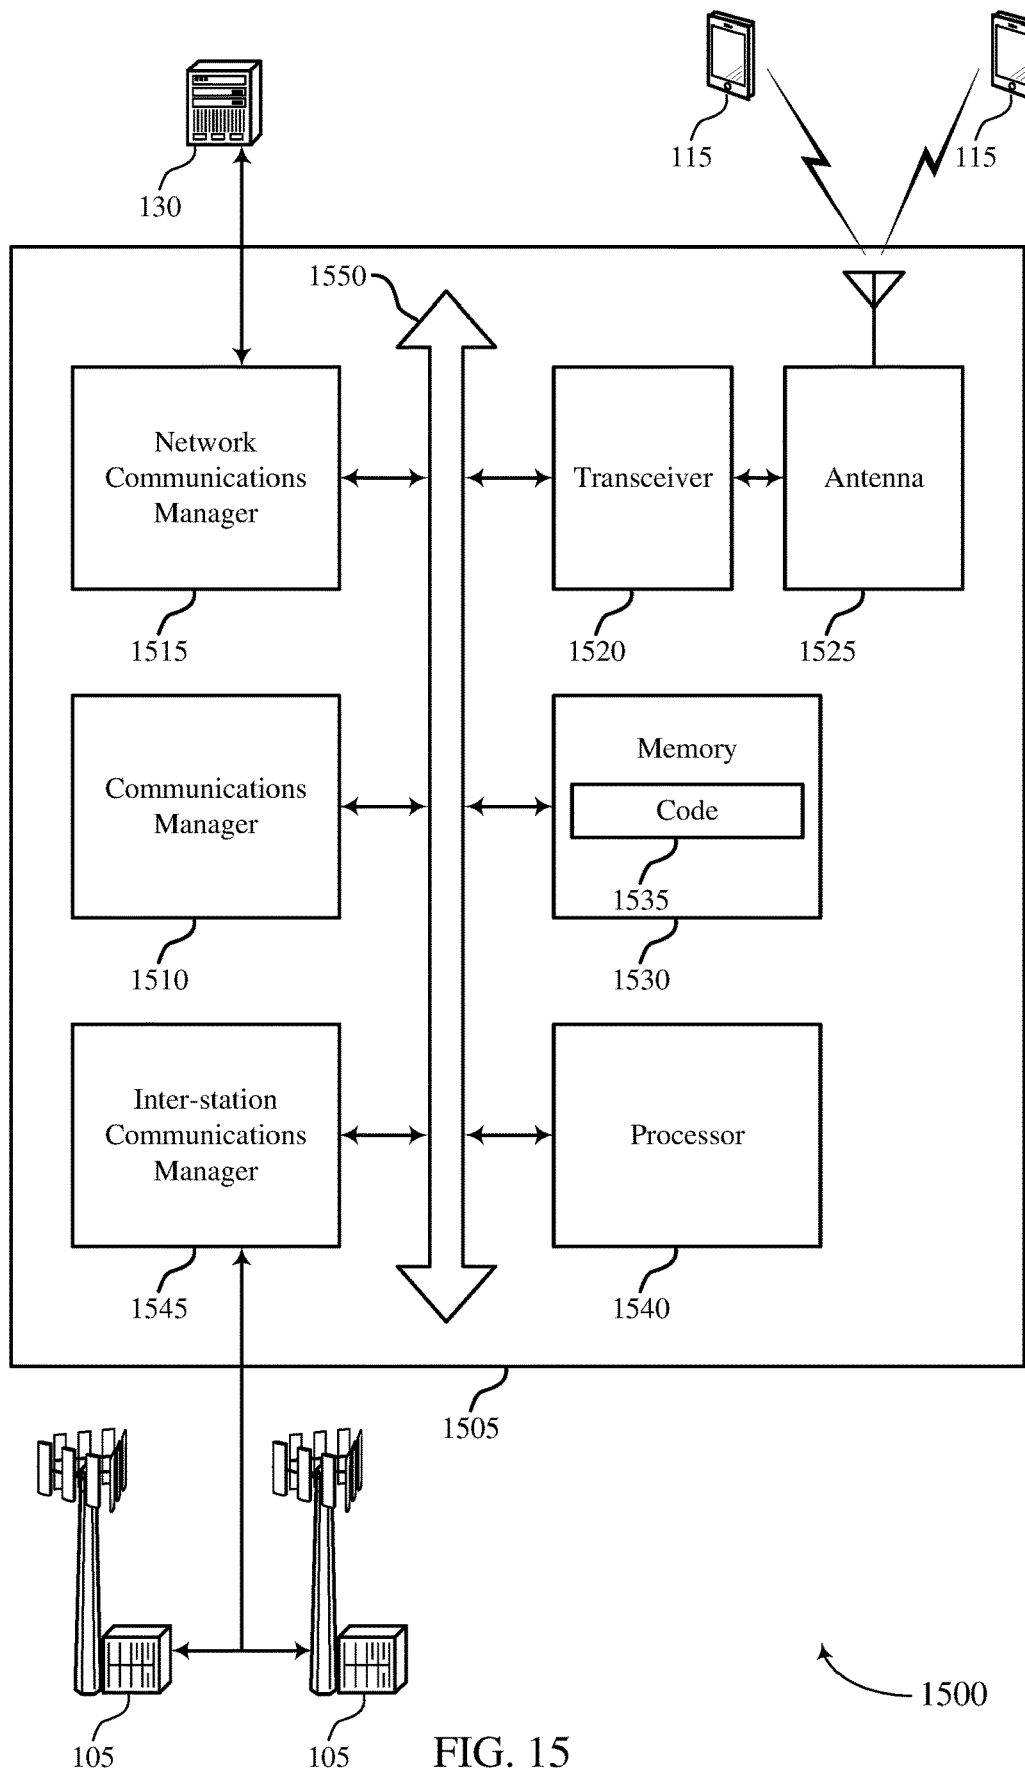 115
115
130
1550
Network
Communications
Manager
Transceiver
Antenna
1515
1520
1525
Communications
Manager
Memory
Code
1535
1510
1530
Inter-station
Communications
Manager
Processor
1545
1540
1505
1500
105
105
FIG. 15